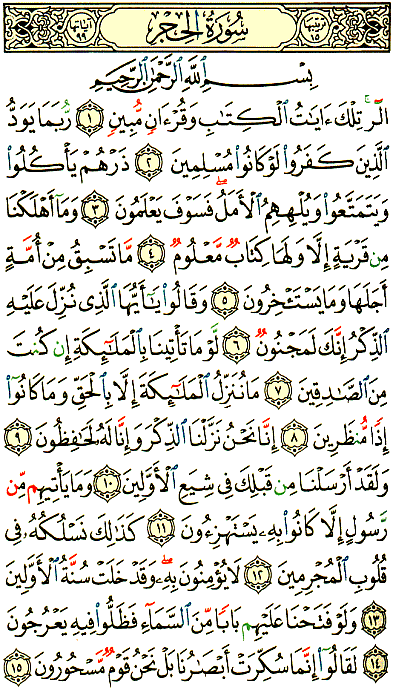 ترتيبها ١٥ سورة الحجر آياتها ٩٩
بِسْمِ ٱللَّهِ ٱلرَّحْمَٰنِ ٱلرَّحِيمِ
الٓر ۚ تِلْكَ ءَايَٰتُ ٱلْكِتَٰبِ وَقُرْءَانٍ مُّبِينٍ ١ رُّبَمَا يَوَدُّ
ٱلَّذِينَ كَفَرُوا۟ لَوْ كَانُوا۟ مُسْلِمِينَ ٢ ذَرْهُمْ يَأْكُلُوا۟
وَيَتَمَتَّعُوا۟ وَيُلْهِهِمُ ٱلْأَمَلُ ۖ فَسَوْفَ يَعْلَمُونَ ٣ وَمَآ أَهْلَكْنَا
مِن قَرْيَةٍ إِلَّا وَلَهَا كِتَابٌ مَّعْلُومٌ ٤ مَّا تَسْبِقُ مِنْ أُمَّةٍ
أَجَلَهَا وَمَا يَسْتَـْٔخِرُونَ ٥ وَقَالُوا۟ يَٰٓأَيُّهَا ٱلَّذِى نُزِّلَ عَلَيْهِ
ٱلذِّكْرُ إِنَّكَ لَمَجْنُونٌ ٦ لَّوْ مَا تَأْتِينَا بِٱلْمَلَٰٓئِكَةِ إِن كُنتَ
مِنَ ٱلصَّٰدِقِينَ ٧ مَا نُنَزِّلُ ٱلْمَلَٰٓئِكَةَ إِلَّا بِٱلْحَقِّ وَمَا كَانُوٓا۟
إِذًا مُّنظَرِينَ ٨ إِنَّا نَحْنُ نَزَّلْنَا ٱلذِّكْرَ وَإِنَّا لَهُۥ لَحَٰفِظُونَ ٩
وَلَقَدْ أَرْسَلْنَا مِن قَبْلِكَ فِى شِيَعِ ٱلْأَوَّلِينَ ١٠ وَمَا يَأْتِيهِم مِّن
رَّسُولٍ إِلَّا كَانُوا۟ بِهِۦ يَسْتَهْزِءُونَ ١١ كَذَٰلِكَ نَسْلُكُهُۥ فِى
قُلُوبِ ٱلْمُجْرِمِينَ ١٢ لَا يُؤْمِنُونَ بِهِۦ ۖ وَقَدْ خَلَتْ سُنَّةُ ٱلْأَوَّلِينَ
١٣ وَلَوْ فَتَحْنَا عَلَيْهِم بَابًا مِّنَ ٱلسَّمَآءِ فَظَلُّوا۟ فِيهِ يَعْرُجُونَ
١٤ لَقَالُوٓا۟ إِنَّمَا سُكِّرَتْ أَبْصَٰرُنَا بَلْ نَحْنُ قَوْمٌ مَّسْحُورُونَ ١٥